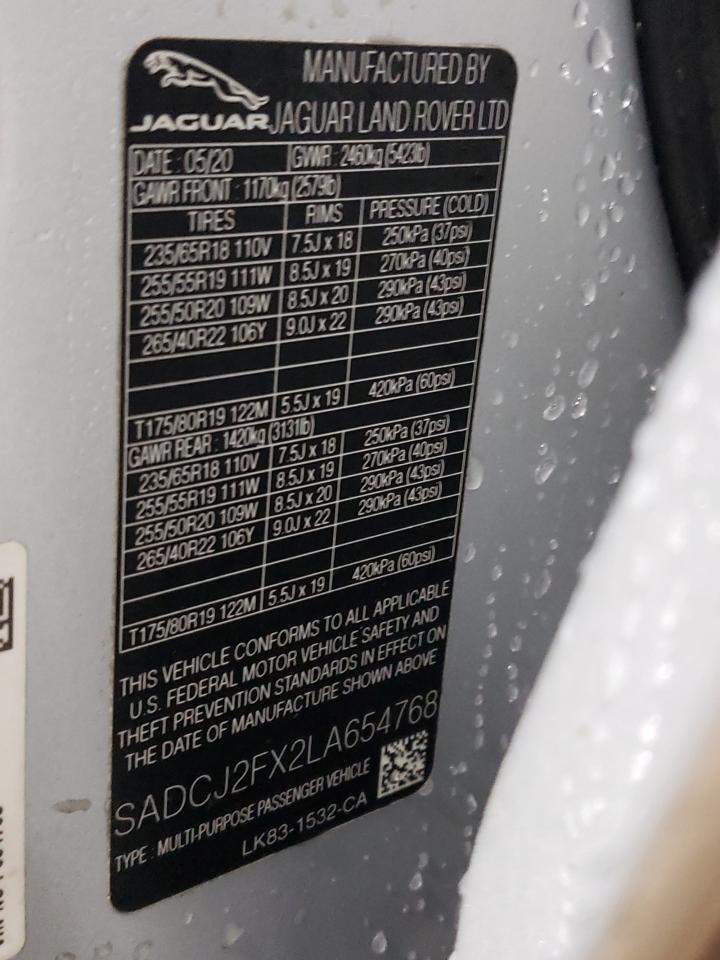 MANUFACTURED BY
JAGUAR JAGUAR LAND ROVER LTD
DATE : 05/20 GVWR : 2460kg (5423lb)
GAWR FRONT : 1170kg (2579lb)
TIRES RIMS PRESSURE (COLD)
235/65R18 110V 7.5J x 18 250kPa (37psi)
255/55R19 111W 8.5J x 19 270kPa (40psi)
255/50R20 109W 8.5J x 20 290kPa (43psi)
265/40R22 106Y 9.0J x 22 290kPa (43psi)
T175/80R19 122M 5.5J x 19 420kPa (60psi)
GAWR REAR : 1420kg (3131lb)
235/65R18 110V 7.5J x 18 250kPa (37psi)
255/55R19 111W 8.5J x 19 270kPa (40psi)
255/50R20 109W 8.5J x 20 290kPa (43psi)
265/40R22 106Y 9.0J x 22 290kPa (43psi)
T175/80R19 122M 5.5J x 19 420kPa (60psi)
THIS VEHICLE CONFORMS TO ALL APPLICABLE
U.S. FEDERAL MOTOR VEHICLE SAFETY AND
THEFT PREVENTION STANDARDS IN EFFECT ON
THE DATE OF MANUFACTURE SHOWN ABOVE
SADCJ2FX2LA654768
TYPE : MULTI-PURPOSE PASSENGER VEHICLE
LK83-1532-CA